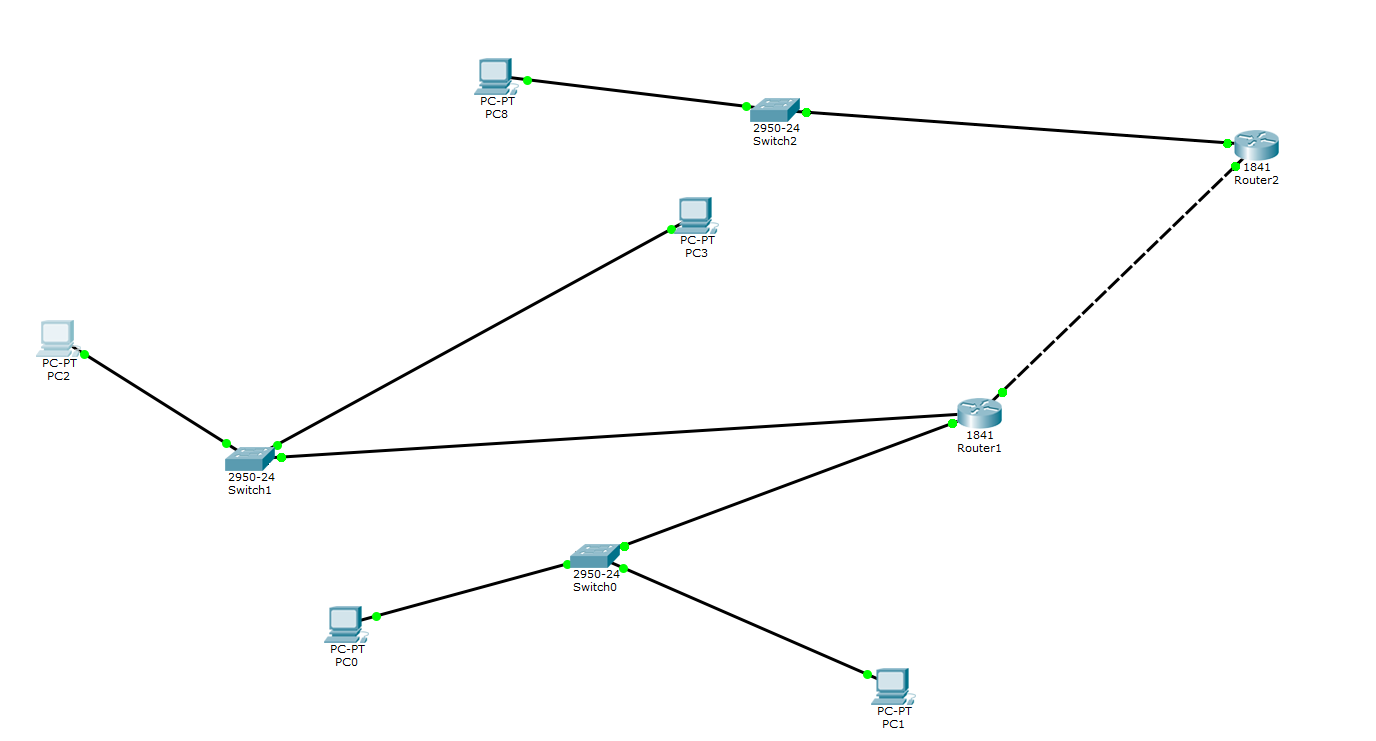 PC-PT
PC8
2950-24
Switch2
1841
Router2
PC-PT
PC3
PC-PT
PC2
1841
Router1
2950-24
Switch1
2950-24
Switch0
PC-PT
PC0
PC-PT
PC1